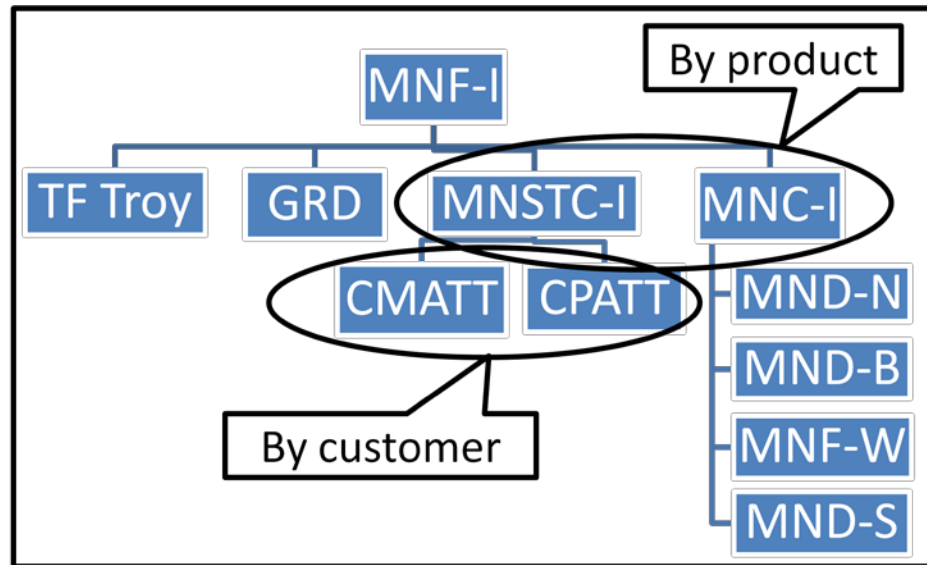 By product
MNF-I
TF Troy
GRD
MNSTC-I
MNC-I
CMATT
CPATT
MND-N
MND-B
MNF-W
MND-S
By customer